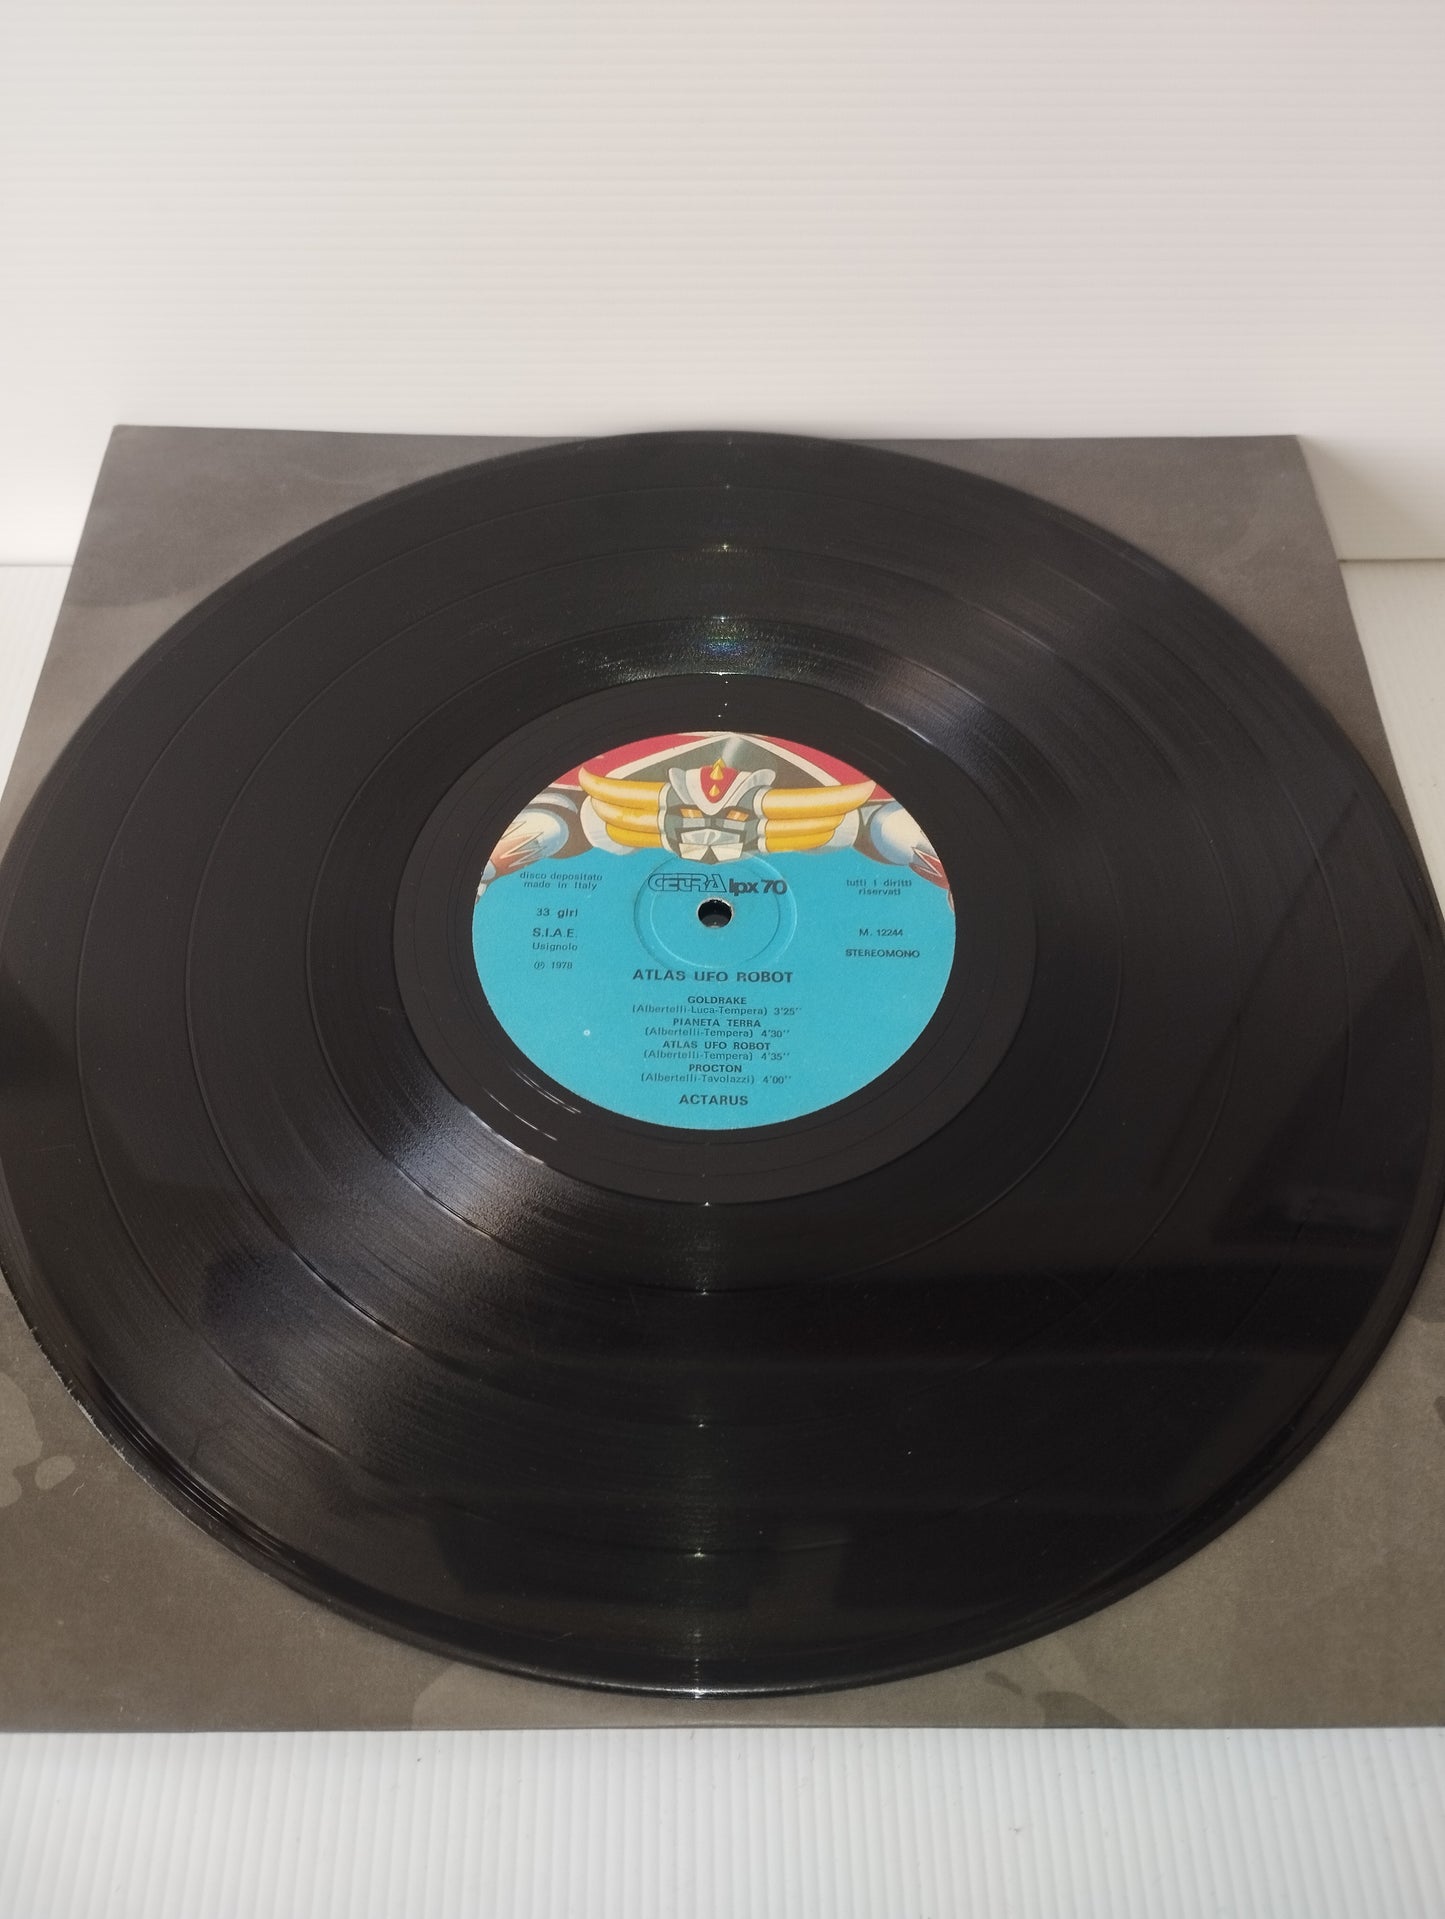 CETRA lpx 70
disco depositato
made in Italy
tutti i diritti
riservati
33 giri
S.I.A.E.
Usignolo
℗ 1978
M. 12244
STEREOMONO
ATLAS UFO ROBOT
GOLDRAKE
(Albertelli-Luca-Tempera) 3'25''
PIANETA TERRA
(Albertelli-Tempera) 4'30''
ATLAS UFO ROBOT
(Albertelli-Tempera) 4'35''
PROCTON
(Albertelli-Tavolazzi) 4'00''
ACTARUS